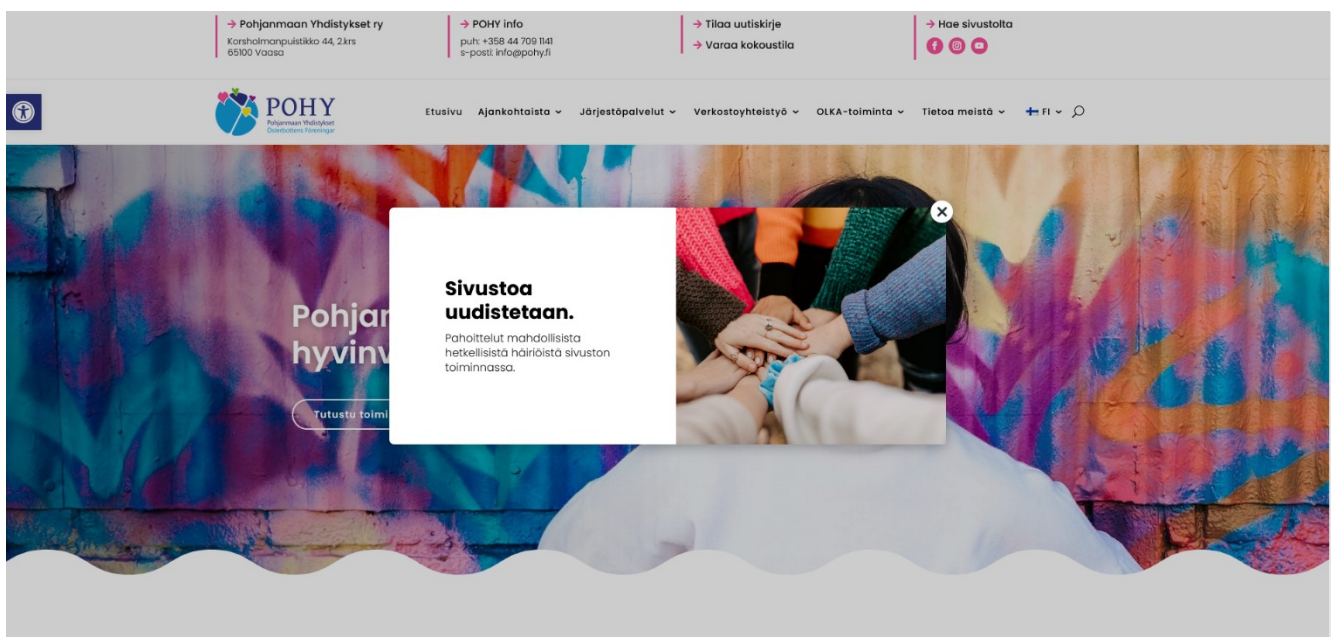 → Pohjanmaan Yhdistykset ry
Korsholmanpuistikko 44, 2.krs
65100 Vaasa
→ POHY info
puh: +358 44 709 1141
s-posti: info@pohy.fi
→ Tilaa uutiskirje
→ Varaa kokoustila
→ Hae sivustolta
POHY
Pohjanmaan Yhdistykset
Österbottens Föreningar
Etusivu Ajankohtaista Järjestöpalvelut Verkostoyhteistyö OLKA-toiminta Tietoa meistä FI
Sivustoa
uudistetaan.
Pahoittelut mahdollisista
hetkellisistä häiriöistä sivuston
toiminnassa.
Pohjan
hyvinv
Tutustu toimi